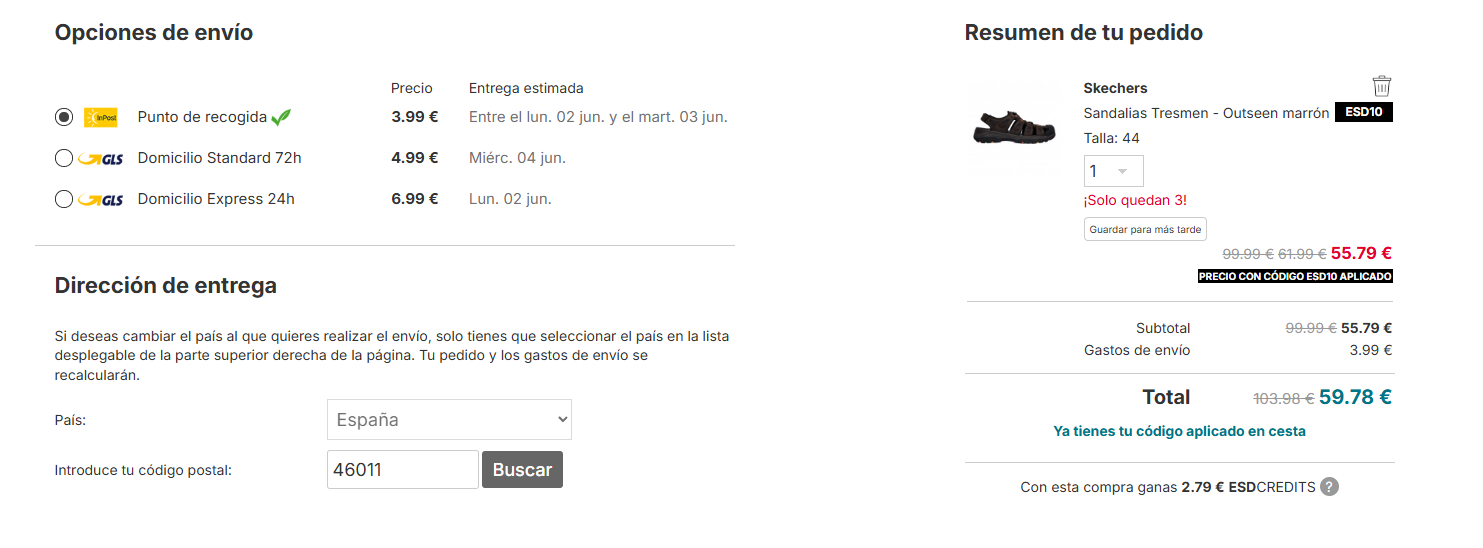 Opciones de envío
Precio Entrega estimada
InPost Punto de recogida 3.99 € Entre el lun. 02 jun. y el mart. 03 jun.
GLS Domicilio Standard 72h 4.99 € Miérc. 04 jun.
GLS Domicilio Express 24h 6.99 € Lun. 02 jun.
Dirección de entrega
Si deseas cambiar el país al que quieres realizar el envío, solo tienes que seleccionar el país en la lista
desplegable de la parte superior derecha de la página. Tu pedido y los gastos de envío se
recalcularán.
País: España
Introduce tu código postal: 46011 Buscar
Resumen de tu pedido
Skechers
Sandalias Tresmen - Outseen marrón ESD10
Talla: 44
1
¡Solo quedan 3!
Guardar para más tarde
99.99 € 61.99 € 55.79 €
PRECIO CON CÓDIGO ESD10 APLICADO
Subtotal 99.99 € 55.79 €
Gastos de envío 3.99 €
Total 103.98 € 59.78 €
Ya tienes tu código aplicado en cesta
Con esta compra ganas 2.79 € ESDCREDITS ?